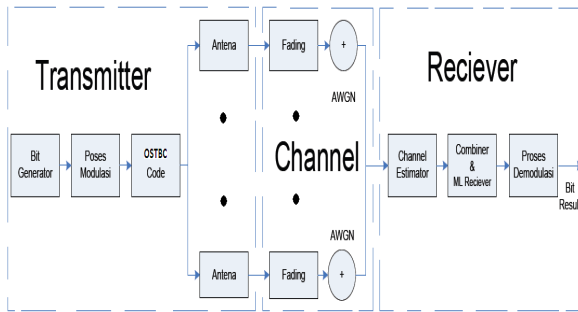 Transmitter
Antena
Fading
+
AWGN
Reciever
Bit
Generator
Poses
Modulasi
OSTBC
Code
Channel
Channel
Estimator
Combiner
&
ML Reciever
Proses
Demodulasi
Bit
Resul
Antena
Fading
AWGN
+